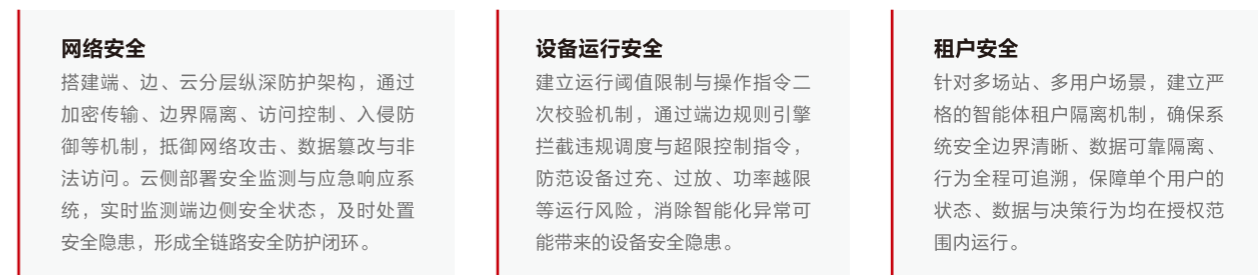 网络安全
搭建端、边、云分层纵深防护架构，通过
加密传输、边界隔离、访问控制、入侵防
御等机制，抵御网络攻击、数据篡改与非
法访问。云侧部署安全监测与应急响应系
统，实时监测端边侧安全状态，及时处置
安全隐患，形成全链路安全防护闭环。
设备运行安全
建立运行阈值限制与操作指令二
次校验机制，通过端边规则引擎
拦截违规调度与超限控制指令，
防范设备过充、过放、功率越限
等运行风险，消除智能化异常可
能带来的设备安全隐患。
租户安全
针对多场站、多用户场景，建立严
格的智能体租户隔离机制，确保系
统安全边界清晰、数据可靠隔离、
行为全程可追溯，保障单个用户的
状态、数据与决策行为均在授权范
围内运行。